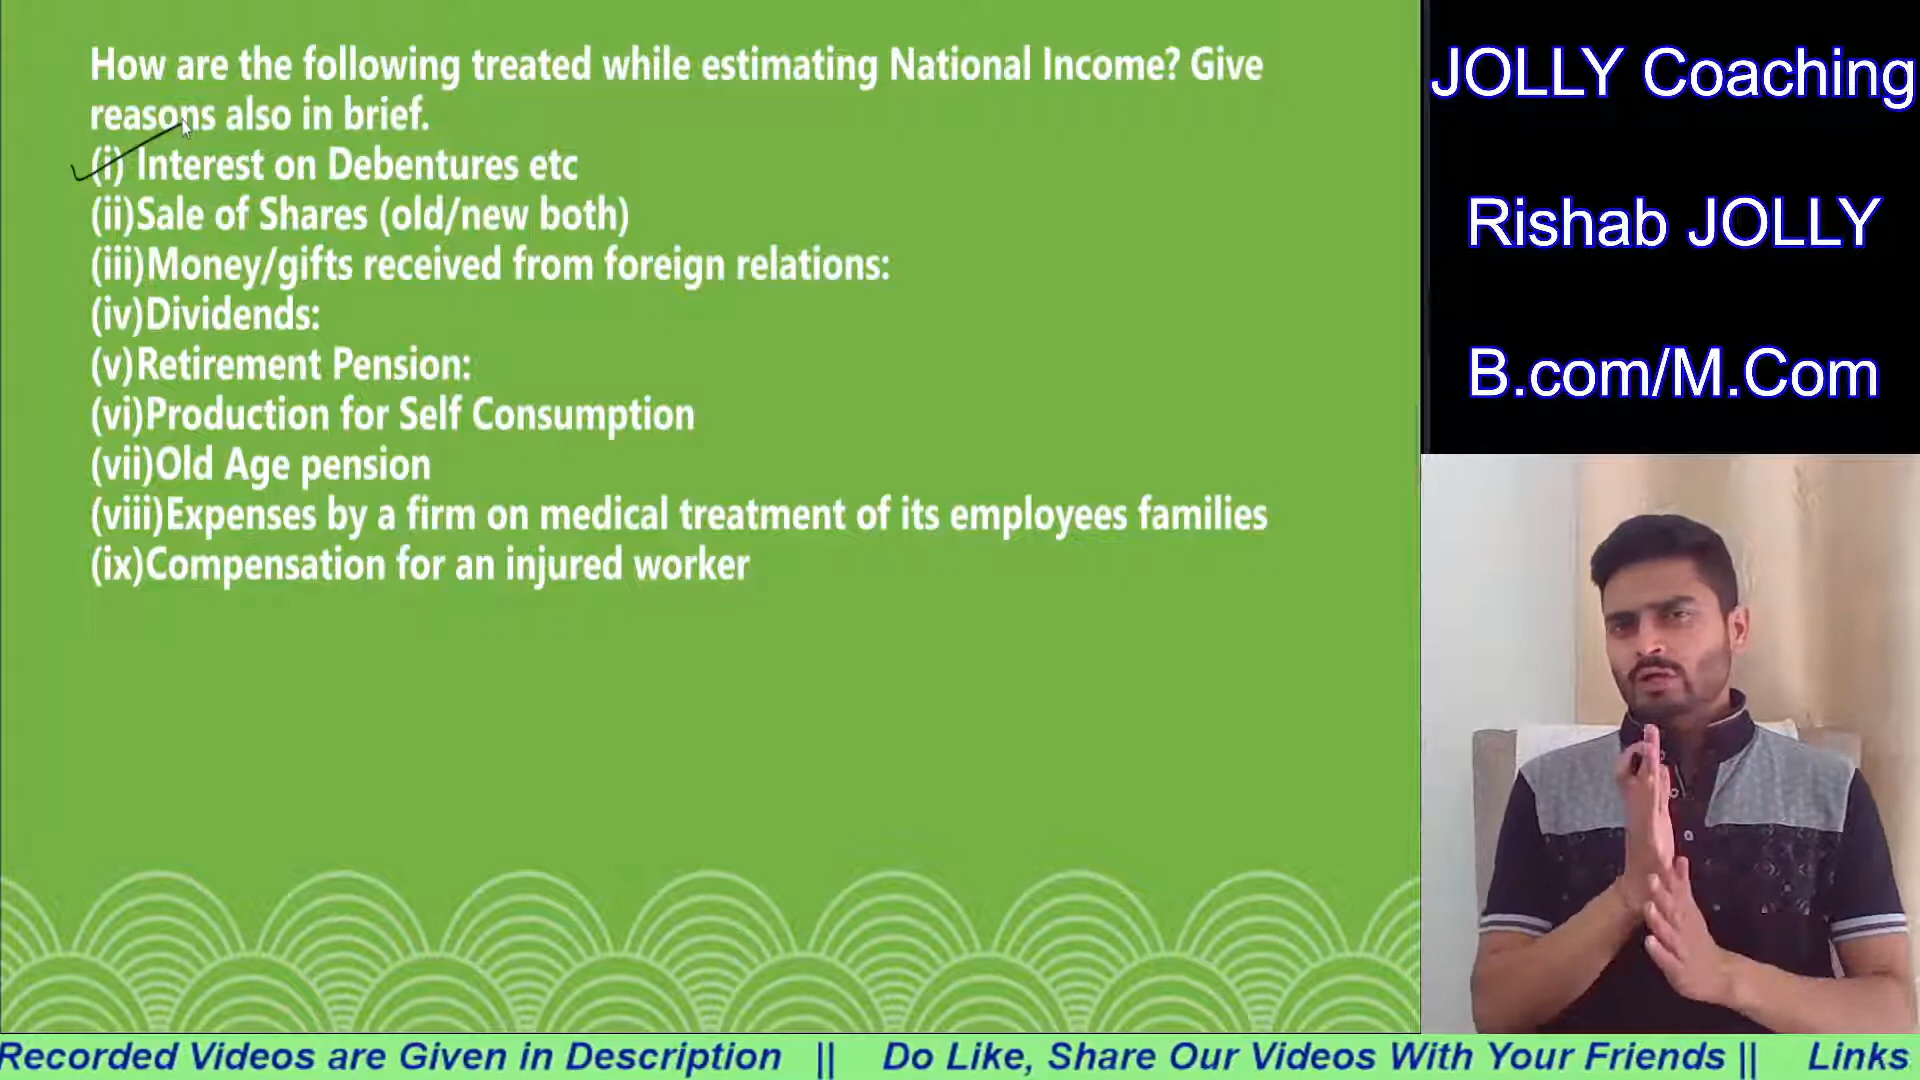 How are the following treated while estimating National Income? Give
reasons also in brief.
(i) Interest on Debentures etc
(ii)Sale of Shares (old/new both)
(iii)Money/gifts received from foreign relations:
(iv)Dividends:
(v)Retirement Pension:
(vi)Production for Self Consumption
(vii)Old Age pension
(viii)Expenses by a firm on medical treatment of its employees families
(ix)Compensation for an injured worker
JOLLY Coaching
Rishab JOLLY
B.com/M.Com
Recorded Videos are Given in Description || Do Like, Share Our Videos With Your Friends || Links